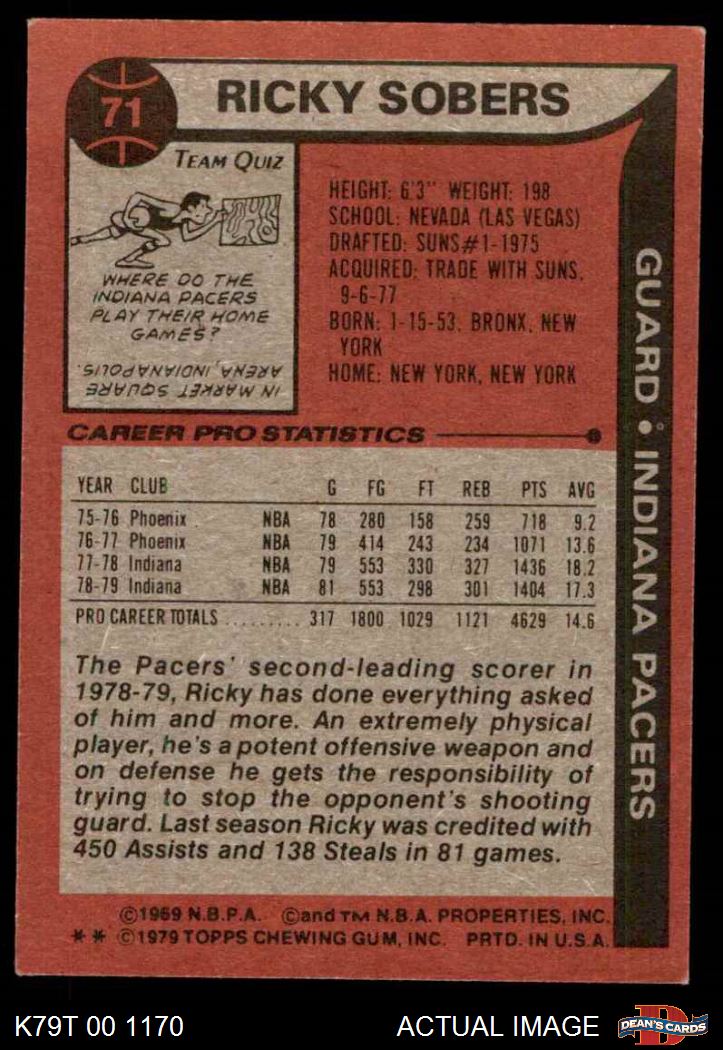 71
RICKY SOBERS
TEAM QUIZ
WHERE DO THE
INDIANA PACERS
PLAY THEIR HOME
GAMES?
IN MARKET SQUARE
ARENA, INDIANAPOLIS.
HEIGHT: 6'3" WEIGHT: 198
SCHOOL: NEVADA (LAS VEGAS)
DRAFTED: SUNS#1-1975
ACQUIRED: TRADE WITH SUNS,
9-6-77
BORN: 1-15-53, BRONX, NEW
YORK
HOME: NEW YORK, NEW YORK
GUARD • INDIANA PACERS
CAREER PRO STATISTICS
YEAR CLUB G FG FT REB PTS AVG
75-76 Phoenix NBA 78 280 158 259 718 9.2
76-77 Phoenix NBA 79 414 243 234 1071 13.6
77-78 Indiana NBA 79 553 330 327 1436 18.2
78-79 Indiana NBA 81 553 298 301 1404 17.3
PRO CAREER TOTALS .......... 317 1800 1029 1121 4629 14.6
The Pacers' second-leading scorer in
1978-79, Ricky has done everything asked
of him and more. An extremely physical
player, he's a potent offensive weapon and
on defense he gets the responsibility of
trying to stop the opponent's shooting
guard. Last season Ricky was credited with
450 Assists and 138 Steals in 81 games.
©1969 N.B.P.A. ©and TM N.B.A. PROPERTIES, INC.
** ©1979 TOPPS CHEWING GUM, INC. PRTD. IN U.S.A.
K79T 00 1170
ACTUAL IMAGE
D
DEAN'S CARDS